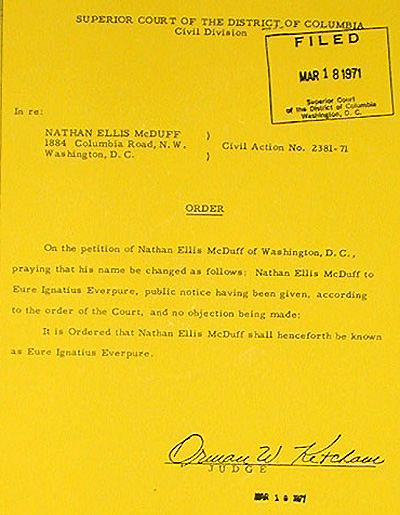 SUPERIOR COURT OF THE DISTRICT OF COLUMBIA
Civil Division
FILED
MAR 18 1971
Superior Court
of the District of Columbia
Washington, D. C.
In re:
NATHAN ELLIS McDUFF )
1884 Columbia Road, N. W.
Washington, D. C. )
Civil Action No. 2381-71
ORDER
On the petition of Nathan Ellis McDuff of Washington, D. C.,
praying that his name be changed as follows: Nathan Ellis McDuff to
Eure Ignatius Everpure, public notice having been given, according
to the order of the Court, and no objection being made:
It is Ordered that Nathan Ellis McDuff shall henceforth be known
as Eure Ignatius Everpure.
Orman W Ketcham
JUDGE
MAR 18 1971